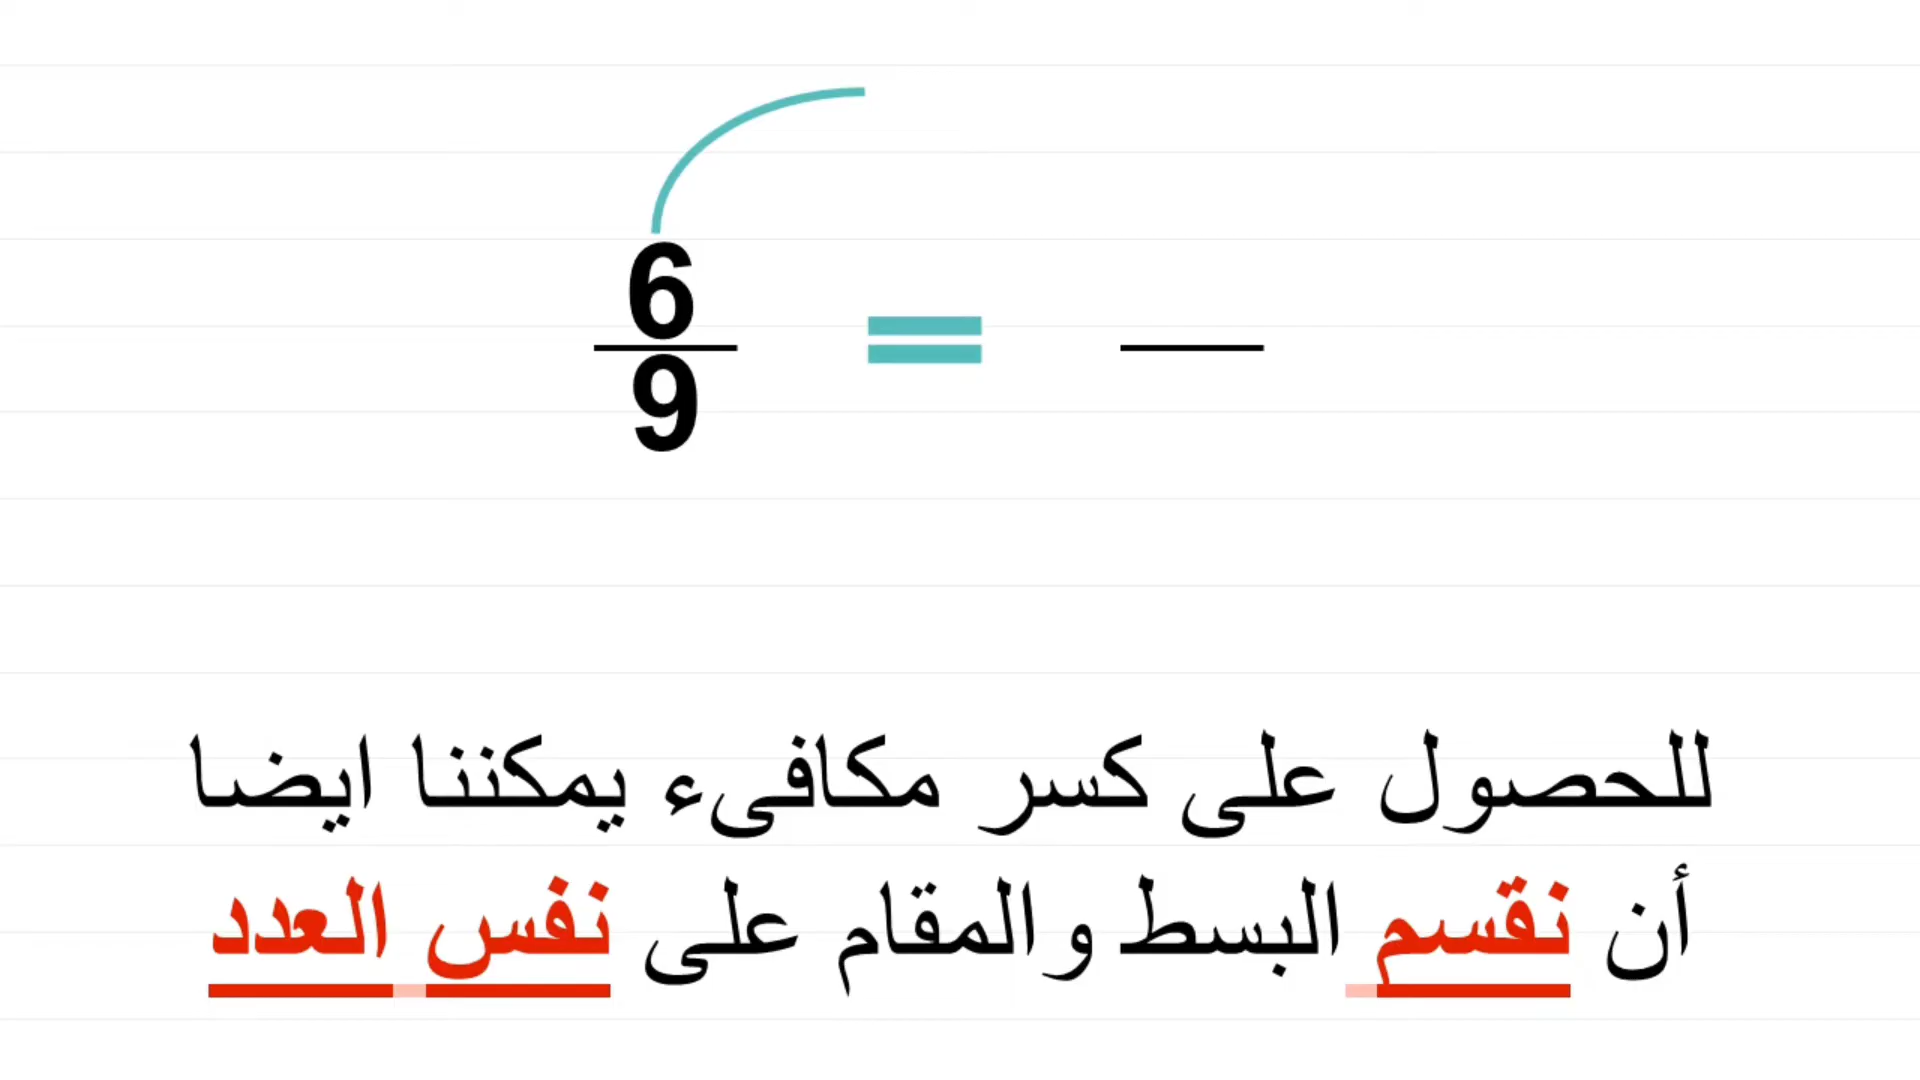 6
=
9
للحصول على كسر مكافىء يمكننا ايضا
أن نقسم البسط والمقام على نفس العدد